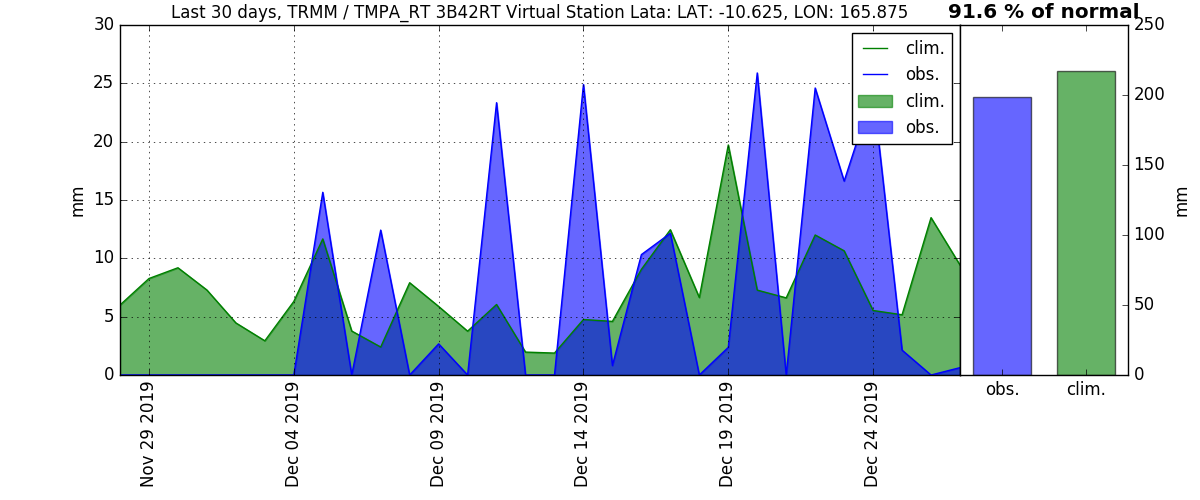 Last 30 days, TRMM / TMPA_RT 3B42RT Virtual Station Lata: LAT: -10.625, LON: 165.875
91.6 % of normal
30
25
20
15
10
5
0
mm
clim.
obs.
clim.
obs.
Nov 29 2019
Dec 04 2019
Dec 09 2019
Dec 14 2019
Dec 19 2019
Dec 24 2019
250
200
150
100
50
0
mm
obs.
clim.